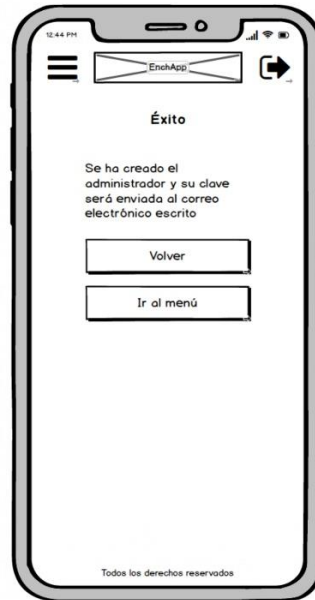 12:44 PM
EnchApp
Éxito
Se ha creado el
administrador y su clave
será enviada al correo
electrónico escrito
Volver
Ir al menú
Todos los derechos reservados